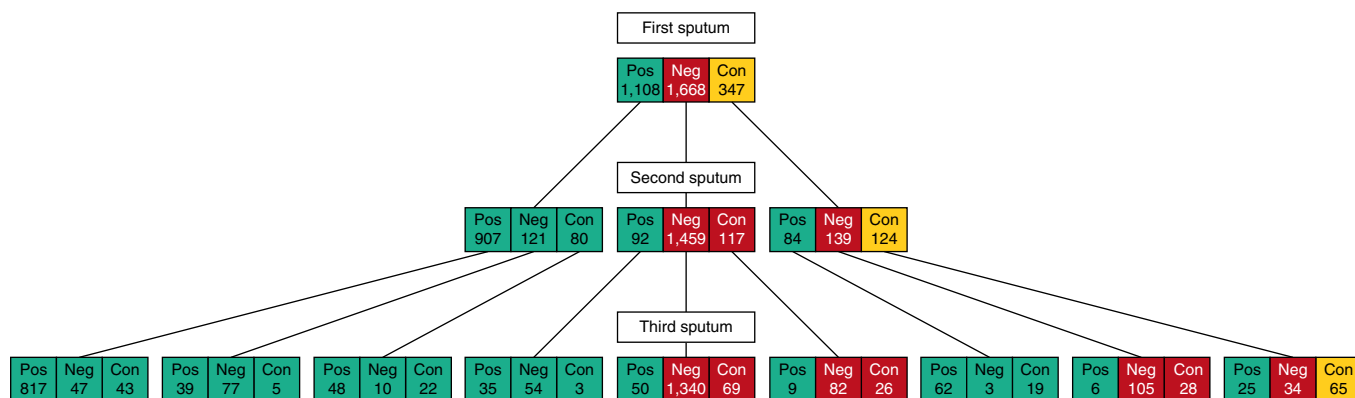 First sputum
Pos Neg Con
1,108 1,668 347
Second sputum
Pos Neg Con Pos Neg Con Pos Neg Con
907 121 80 92 1,459 117 84 139 124
Third sputum
Pos Neg Con Pos Neg Con Pos Neg Con Pos Neg Con Pos Neg Con Pos Neg Con Pos Neg Con Pos Neg Con Pos Neg Con
817 47 43 39 77 5 48 10 22 35 54 3 50 1,340 69 9 82 26 62 3 19 6 105 28 25 34 65